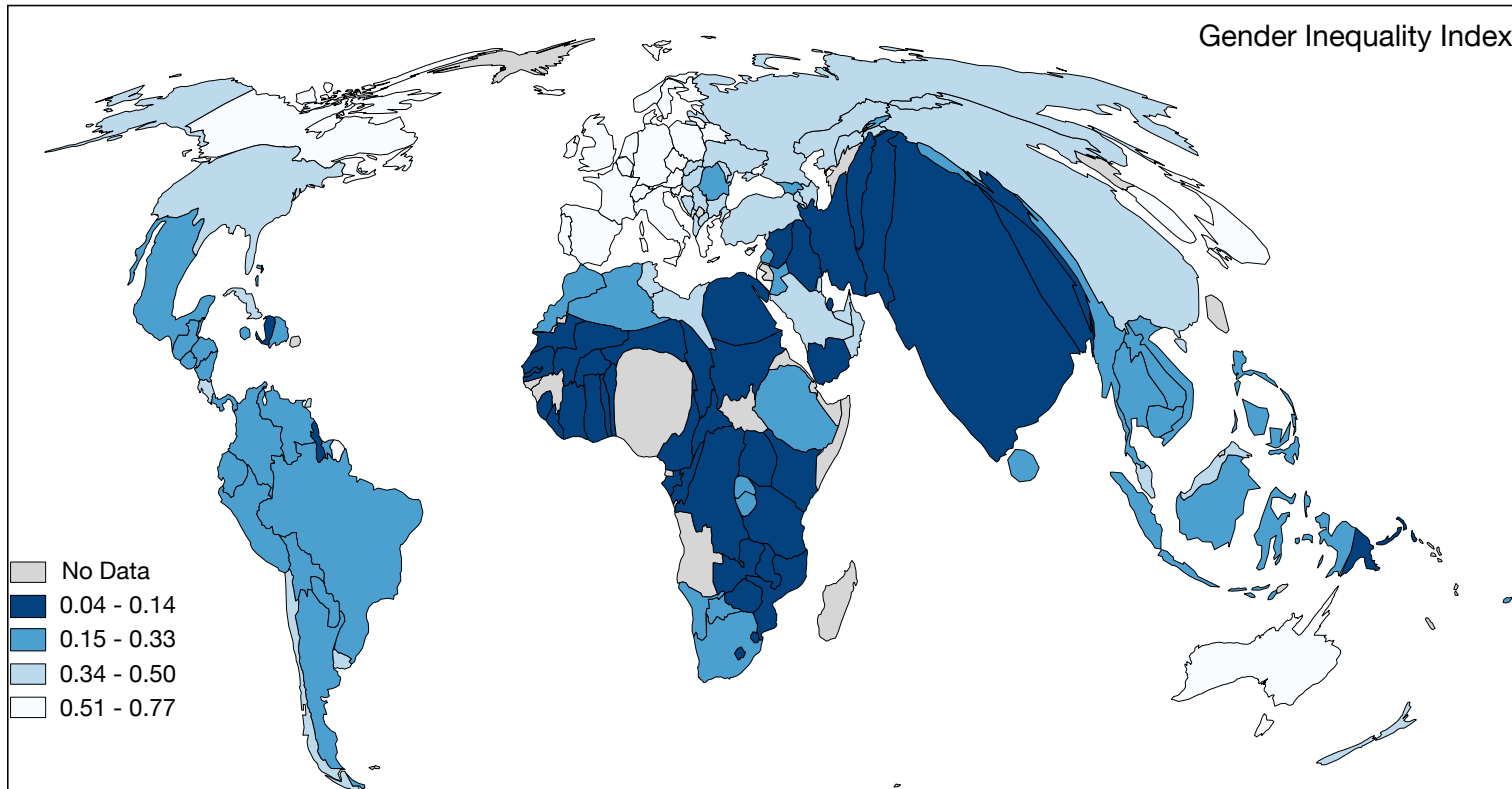 Gender Inequality Index
No Data
0.04 - 0.14
0.15 - 0.33
0.34 - 0.50
0.51 - 0.77